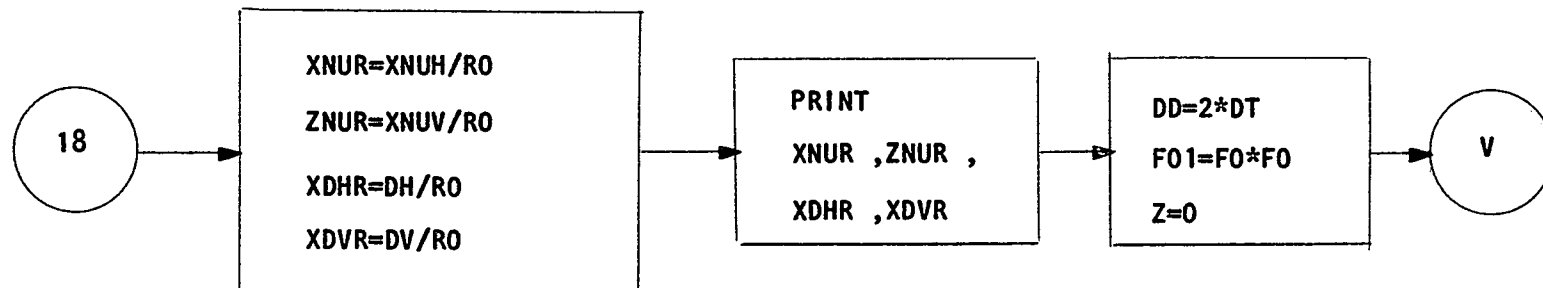 18
XNUR=XNUH/RO
ZNUR=XNUV/RO
XDHR=DH/RO
XDVR=DV/RO
PRINT
XNUR ,ZNUR ,
XDHR ,XDVR
DD=2*DT
FO1=FO*FO
Z=0
V